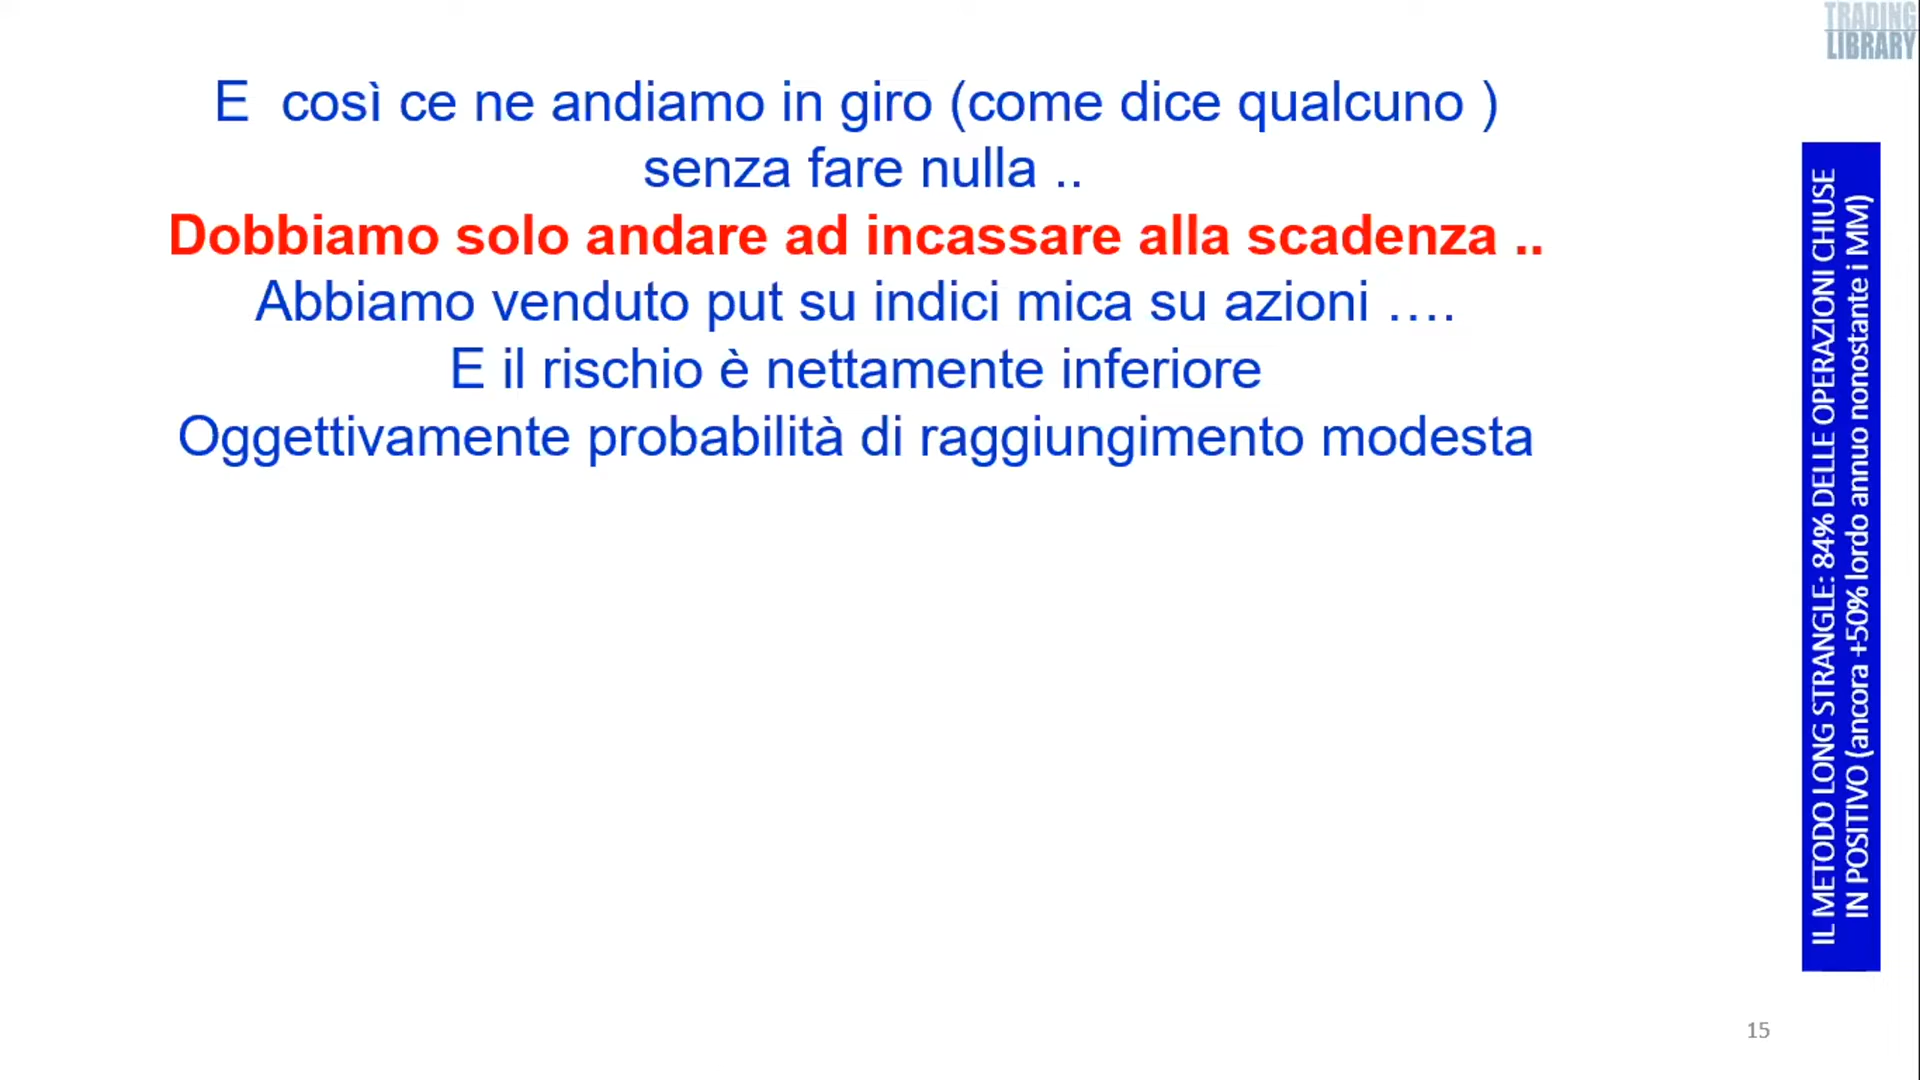 TRADING
LIBRARY
E così ce ne andiamo in giro (come dice qualcuno )
senza fare nulla ..
Dobbiamo solo andare ad incassare alla scadenza ..
Abbiamo venduto put su indici mica su azioni ….
E il rischio è nettamente inferiore
Oggettivamente probabilità di raggiungimento modesta
IL METODO LONG STRANGLE: 84% DELLE OPERAZIONI CHIUSE
IN POSITIVO (ancora +50% lordo annuo nonostante i MM)
15